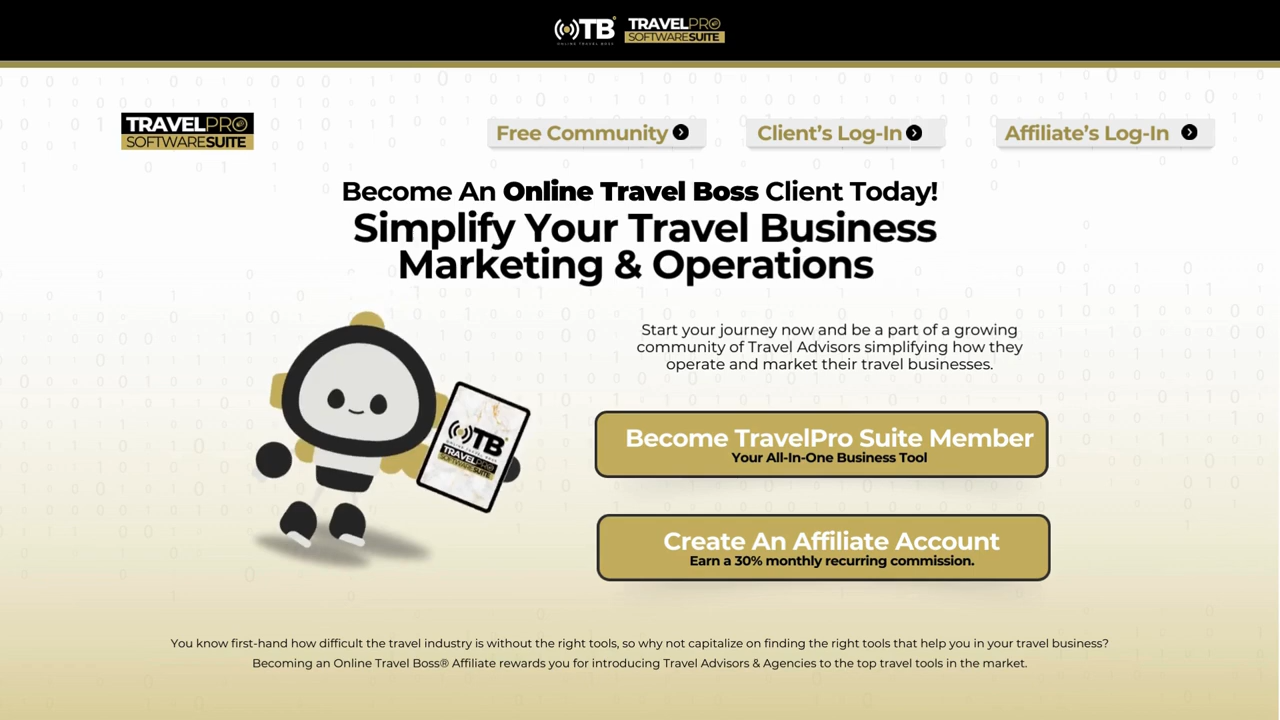 OTB
ONLINE TRAVEL BOSS
TRAVELPRO
SOFTWARESUITE
TRAVELPRO
SOFTWARESUITE
Free Community
Client's Log-In
Affiliate's Log-In
Become An Online Travel Boss Client Today!
Simplify Your Travel Business
Marketing & Operations
Start your journey now and be a part of a growing
community of Travel Advisors simplifying how they
operate and market their travel businesses.
OTB
TRAVELPRO
SOFTWARESUITE
Become TravelPro Suite Member
Your All-In-One Business Tool
Create An Affiliate Account
Earn a 30% monthly recurring commission.
You know first-hand how difficult the travel industry is without the right tools, so why not capitalize on finding the right tools that help you in your travel business?
Becoming an Online Travel Boss® Affiliate rewards you for introducing Travel Advisors & Agencies to the top travel tools in the market.